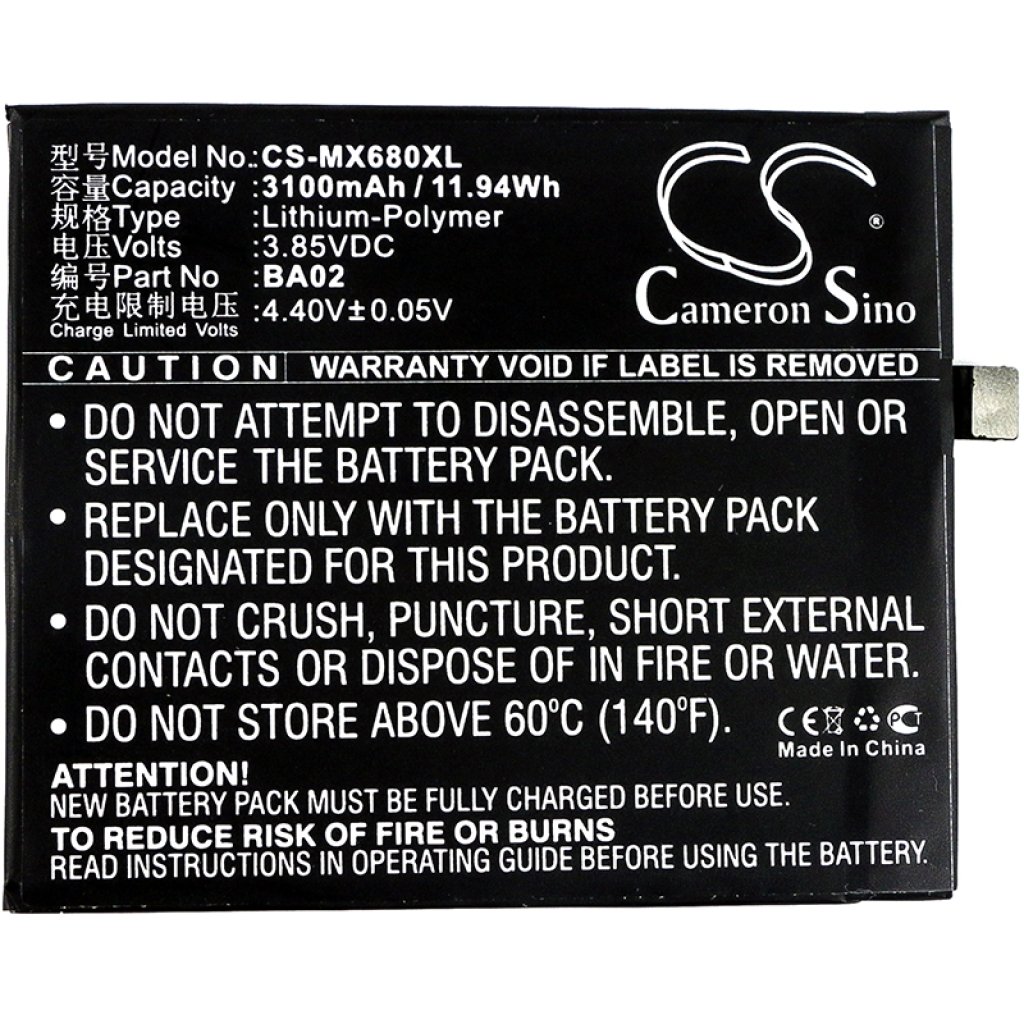 型号Model No.:CS-MX680XL
容量Capacity :3100mAh / 11.94Wh
规格Type :Lithium-Polymer
电压Volts :3.85VDC
编号Part No :BA02
充电限制电压 :4.40V±0.05V
Charge Limited Volts
CS ®
Cameron Sino
CAUTION WARRANTY VOID IF LABEL IS REMOVED
• DO NOT ATTEMPT TO DISASSEMBLE, OPEN OR
SERVICE THE BATTERY PACK.
• REPLACE ONLY WITH THE BATTERY PACK
DESIGNATED FOR THIS PRODUCT.
• DO NOT CRUSH, PUNCTURE, SHORT EXTERNAL
CONTACTS OR DISPOSE OF IN FIRE OR WATER.
• DO NOT STORE ABOVE 60°C (140°F).
CE PCT
Made In China
ATTENTION!
NEW BATTERY PACK MUST BE FULLY CHARGED BEFORE USE.
TO REDUCE RISK OF FIRE OR BURNS
READ INSTRUCTIONS IN OPERATING GUIDE BEFORE USING THE BATTERY.